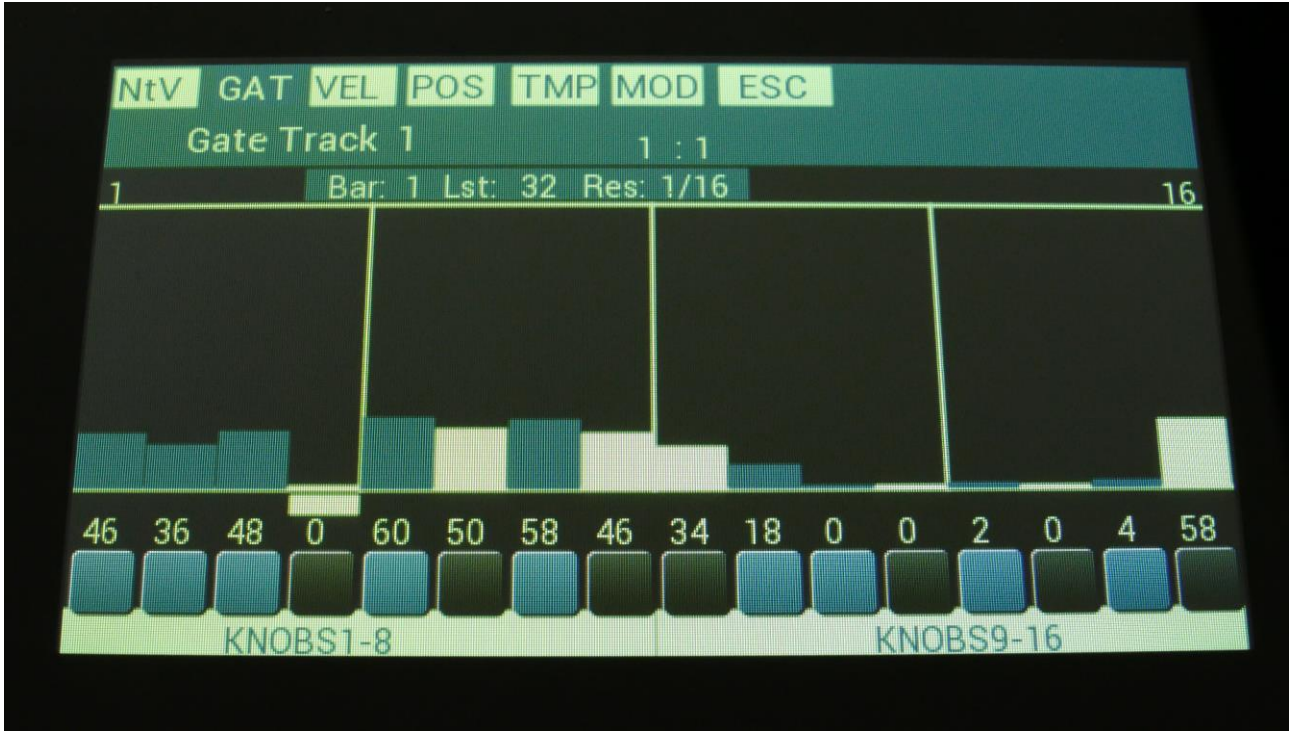 NtV GAT VEL POS TMP MOD ESC
Gate Track 1 1 : 1
1 Bar: 1 Lst: 32 Res: 1/16 16
46 36 48 0 60 50 58 46 34 18 0 0 2 0 4 58
KNOBS1-8 KNOBS9-16